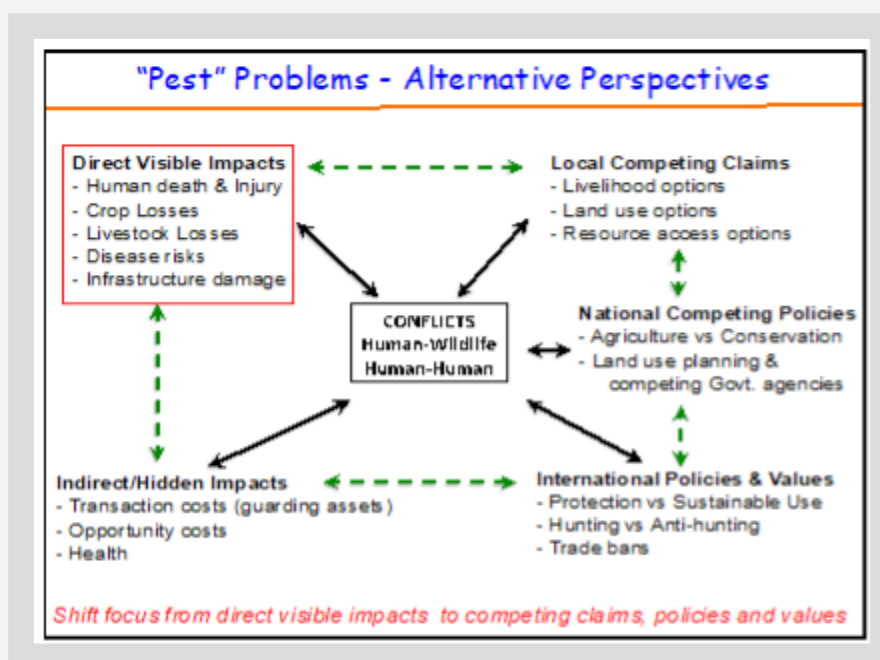 "Pest" Problems - Alternative Perspectives
Direct Visible Impacts
- Human death & Injury
- Crop Losses
- Livestock Losses
- Disease risks
- Infrastructure damage
Local Competing Claims
- Livelihood options
- Land use options
- Resource access options
CONFLICTS
Human-Wildlife
Human-Human
National Competing Policies
- Agriculture vs Conservation
- Land use planning &
competing Govt. agencies
Indirect/Hidden Impacts
- Transaction costs (guarding assets)
- Opportunity costs
- Health
International Policies & Values
- Protection vs Sustainable Use
- Hunting vs Anti-hunting
- Trade bans
Shift focus from direct visible impacts to competing claims, policies and values